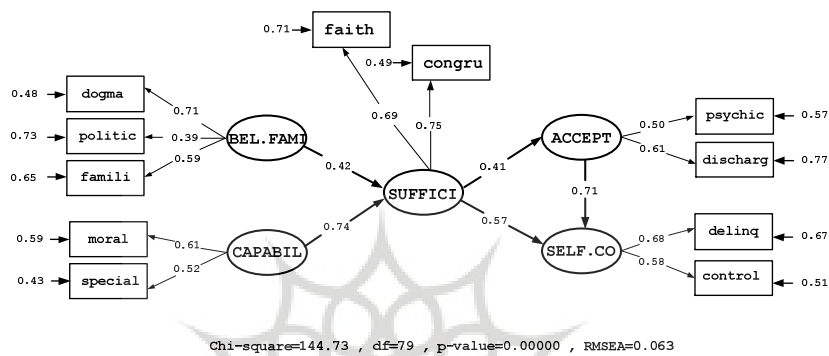 0.71 faith
0.49 congru
0.48 dogma
0.73 politic
0.65 famili
0.59 moral
0.43 special
0.71
0.39
0.59
0.61
0.52
BEL.FAMI
CAPABIL
0.42
0.74
0.69
0.75
SUFFICI
0.41
0.57
ACCEPT
0.71
SELF.CO
0.50
0.61
0.68
0.58
psychic 0.57
discharg 0.77
delinq 0.67
control 0.51
Chi-square=144.73 , df=79 , p-value=0.00000 , RMSEA=0.063